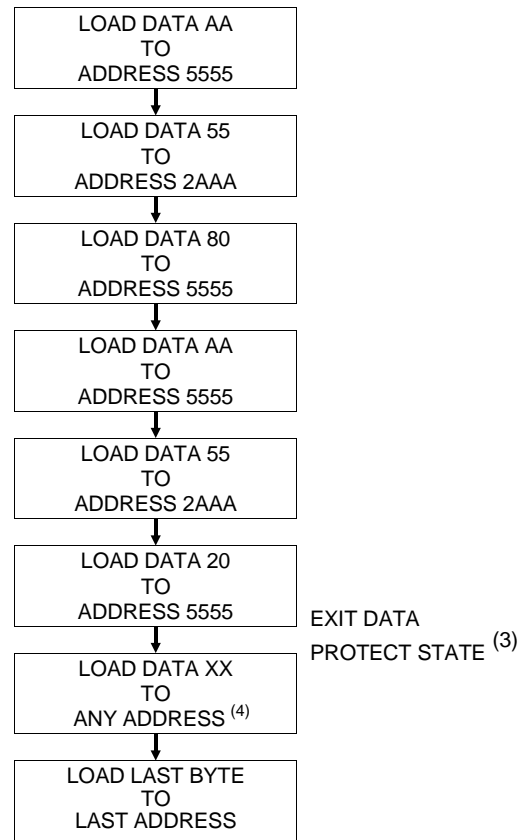 LOAD DATA AA
TO
ADDRESS 5555
LOAD DATA 55
TO
ADDRESS 2AAA
LOAD DATA 80
TO
ADDRESS 5555
LOAD DATA AA
TO
ADDRESS 5555
LOAD DATA 55
TO
ADDRESS 2AAA
LOAD DATA 20
TO
ADDRESS 5555
EXIT DATA
PROTECT STATE (3)
LOAD DATA XX
TO
ANY ADDRESS (4)
LOAD LAST BYTE
TO
LAST ADDRESS